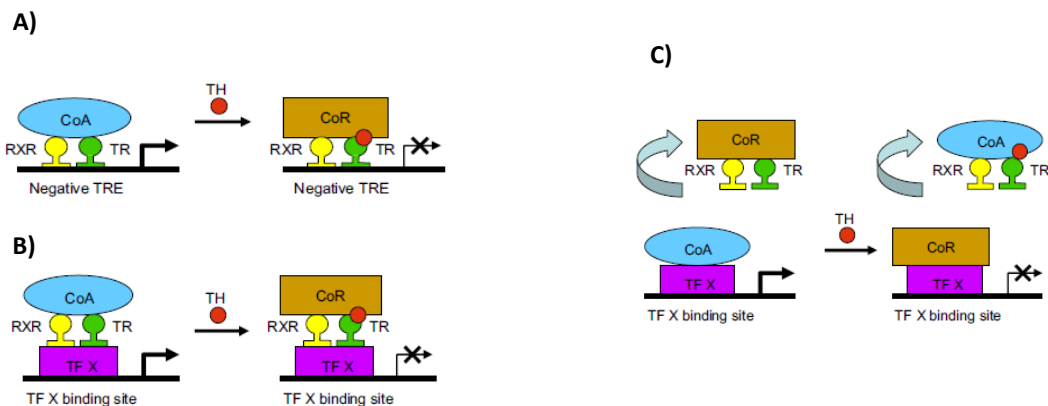 A)
TH
CoA
CoR
RXR
TR
RXR
TR
Negative TRE
Negative TRE
B)
TH
CoA
CoR
RXR
TR
RXR
TR
TF X
TF X
TF X binding site
TF X binding site
C)
CoR
CoA
RXR
TR
RXR
TR
TH
CoA
CoR
TF X
TF X
TF X binding site
TF X binding site